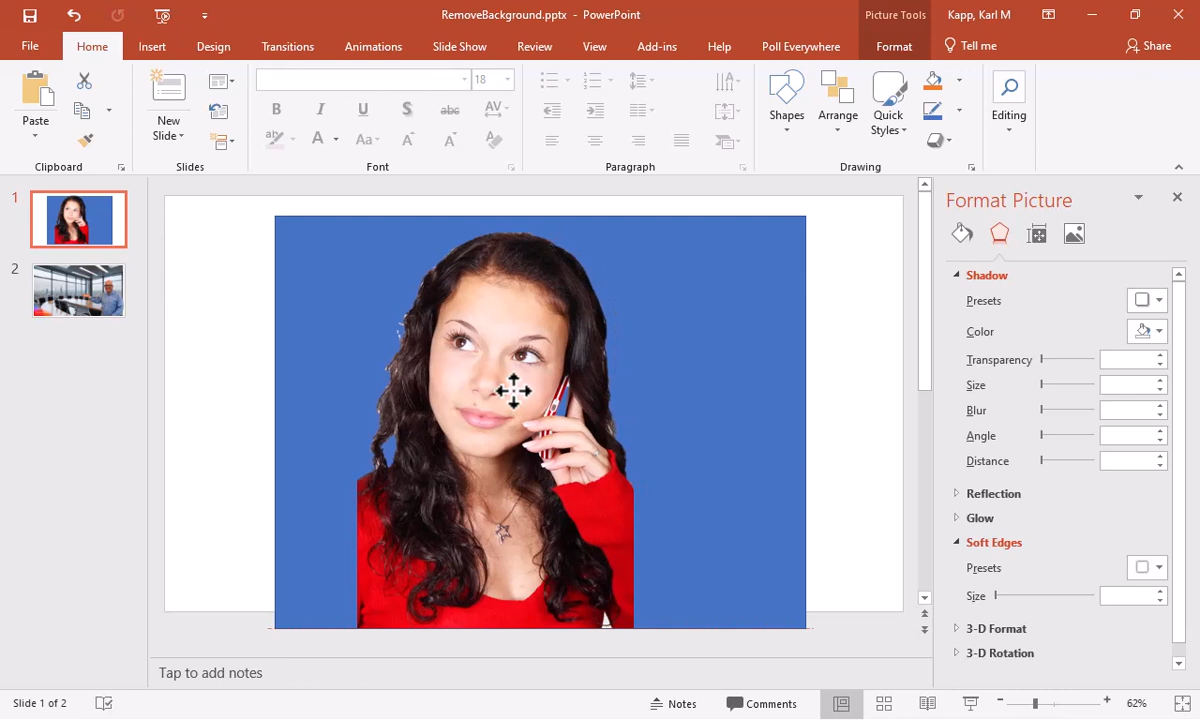 RemoveBackground.pptx - PowerPoint
Picture Tools
Kapp, Karl M
File
Home
Insert
Design
Transitions
Animations
Slide Show
Review
View
Add-ins
Help
Poll Everywhere
Format
Tell me
Share
Paste
New
Slide
18
B I U S abc AV
ab A Aa A A A
Shapes
Arrange
Quick
Styles
Editing
Clipboard
Slides
Font
Paragraph
Drawing
1
2
Format Picture
Shadow
Presets
Color
Transparency
Size
Blur
Angle
Distance
Reflection
Glow
Soft Edges
Presets
Size
3-D Format
3-D Rotation
Tap to add notes
Slide 1 of 2
Notes
Comments
62%